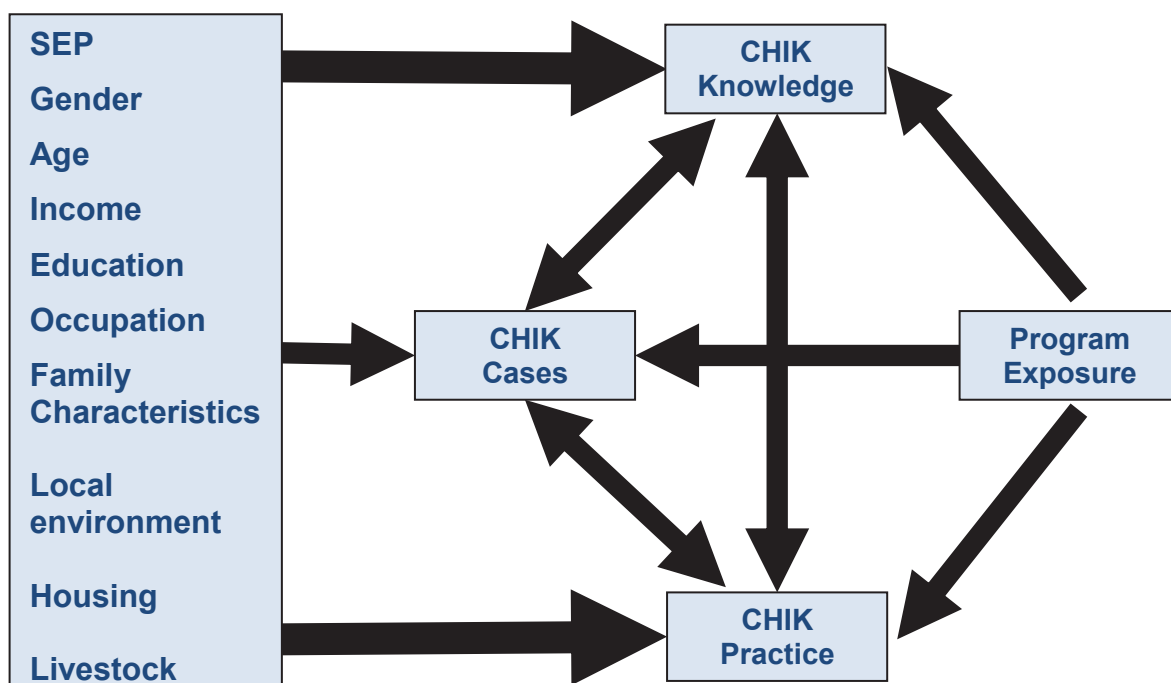 SEP
Gender
Age
Income
Education
Occupation
Family
Characteristics
Local
environment
Housing
Livestock
CHIK
Knowledge
CHIK
Cases
Program
Exposure
CHIK
Practice